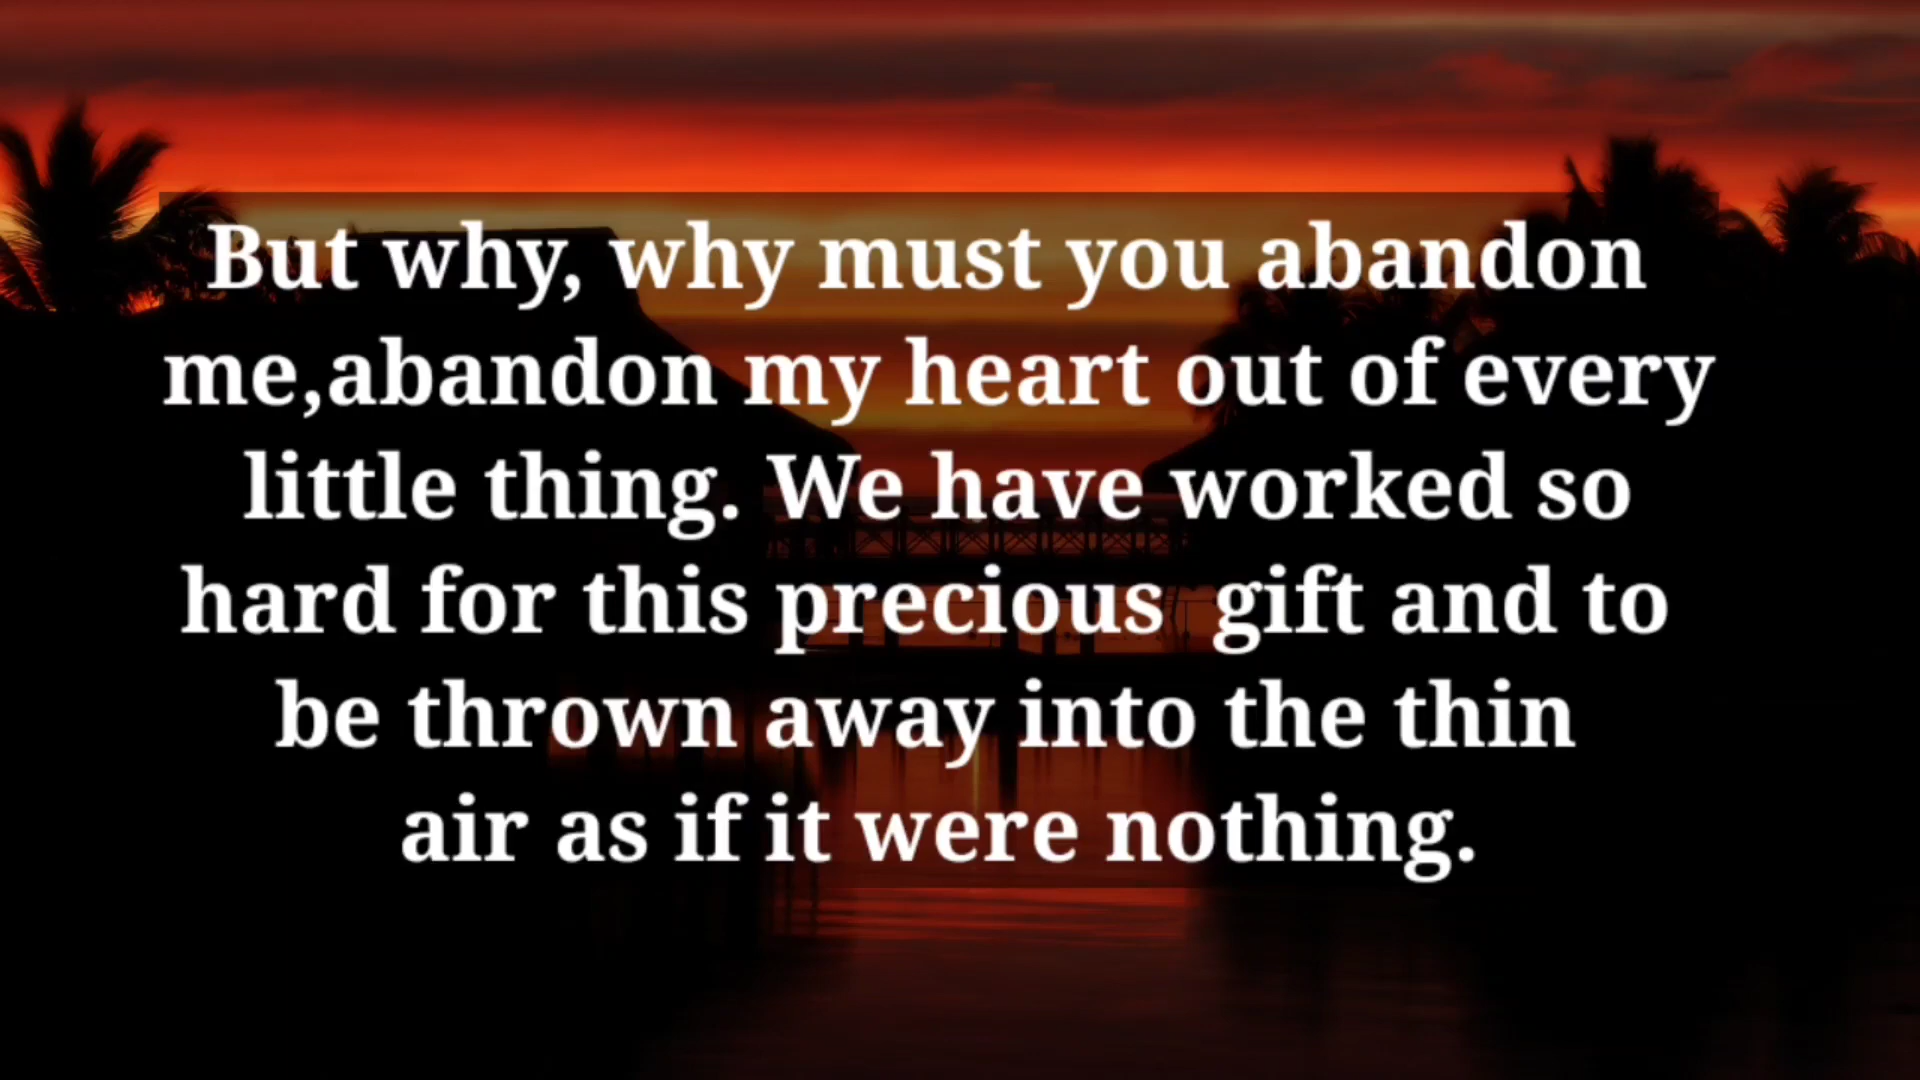 But why, why must you abandon
me,abandon my heart out of every
little thing. We have worked so
hard for this precious  gift and to
be thrown away into the thin
air as if it were nothing.